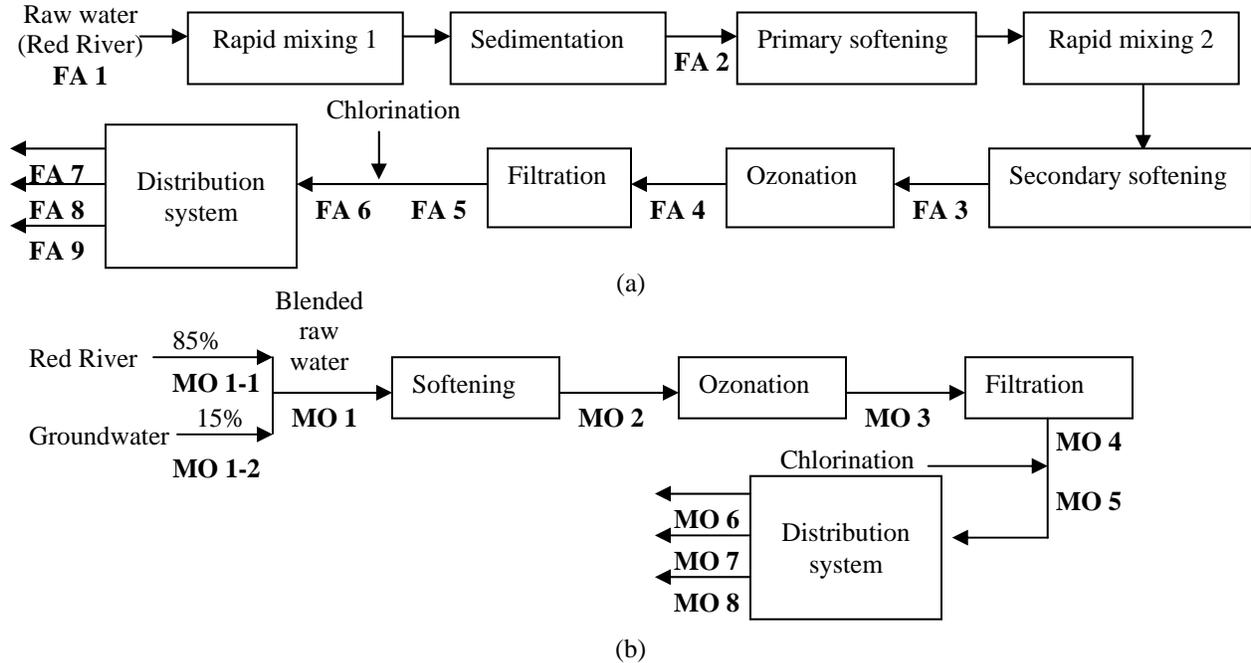 Raw water
(Red River)
FA 1
Rapid mixing 1
Sedimentation
FA 2
Primary softening
Rapid mixing 2
Chlorination
FA 7
FA 8
FA 9
Distribution
system
FA 6
FA 5
Filtration
FA 4
Ozonation
FA 3
Secondary softening
(a)
Blended
raw
water
Red River
85%
MO 1-1
Groundwater
15%
MO 1-2
MO 1
Softening
MO 2
Ozonation
MO 3
Filtration
MO 4
Chlorination
MO 5
MO 6
MO 7
MO 8
Distribution
system
(b)